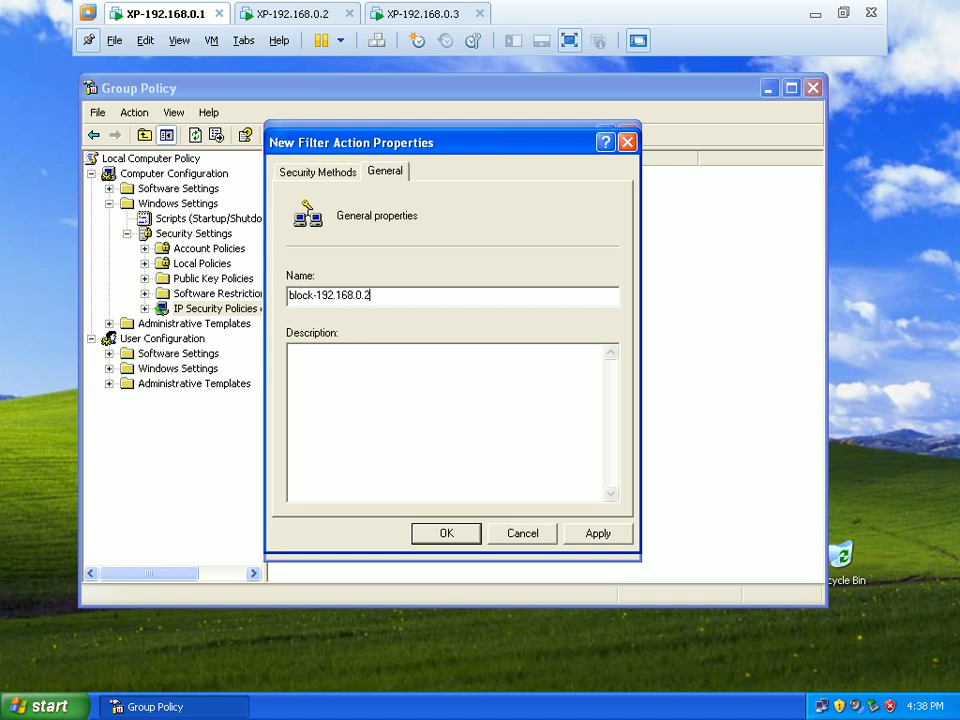 XP-192.168.0.1
XP-192.168.0.2
XP-192.168.0.3
File Edit View VM Tabs Help
Group Policy
File Action View Help
New Filter Action Properties
Security Methods General
General properties
Name:
block-192.168.0.2
Description:
OK Cancel Apply
Local Computer Policy
Computer Configuration
Software Settings
Windows Settings
Scripts (Startup/Shutdo
Security Settings
Account Policies
Local Policies
Public Key Policies
Software Restriction
IP Security Policies
Administrative Templates
User Configuration
Software Settings
Windows Settings
Administrative Templates
cycle Bin
start
Group Policy
4:38 PM